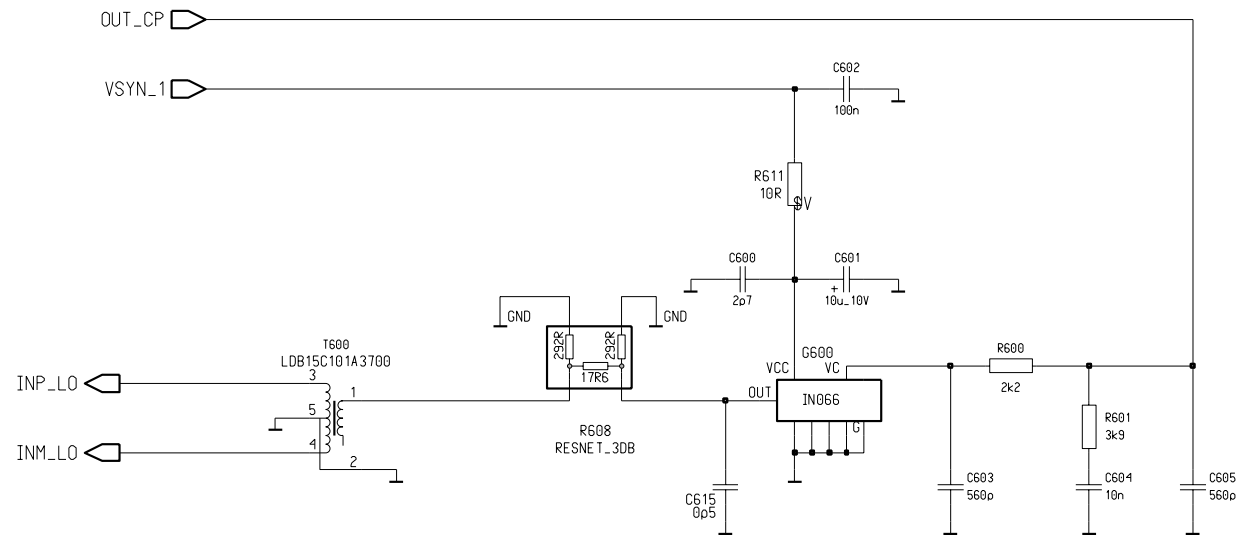 OUT_CP
VSYN_1
C602
100n
R611
10R
$V
C600
2p7
C601
+
10u_10V
GND
GND
292R
292R
17R6
R608
RESNET_3DB
T600
LDB15C101A3700
3
5
4
1
2
INP_LO
INM_LO
G600
VCC
VC
OUT
IN066
G
R600
2k2
R601
3k9
C615
0p5
C603
560p
C604
10n
C605
560p